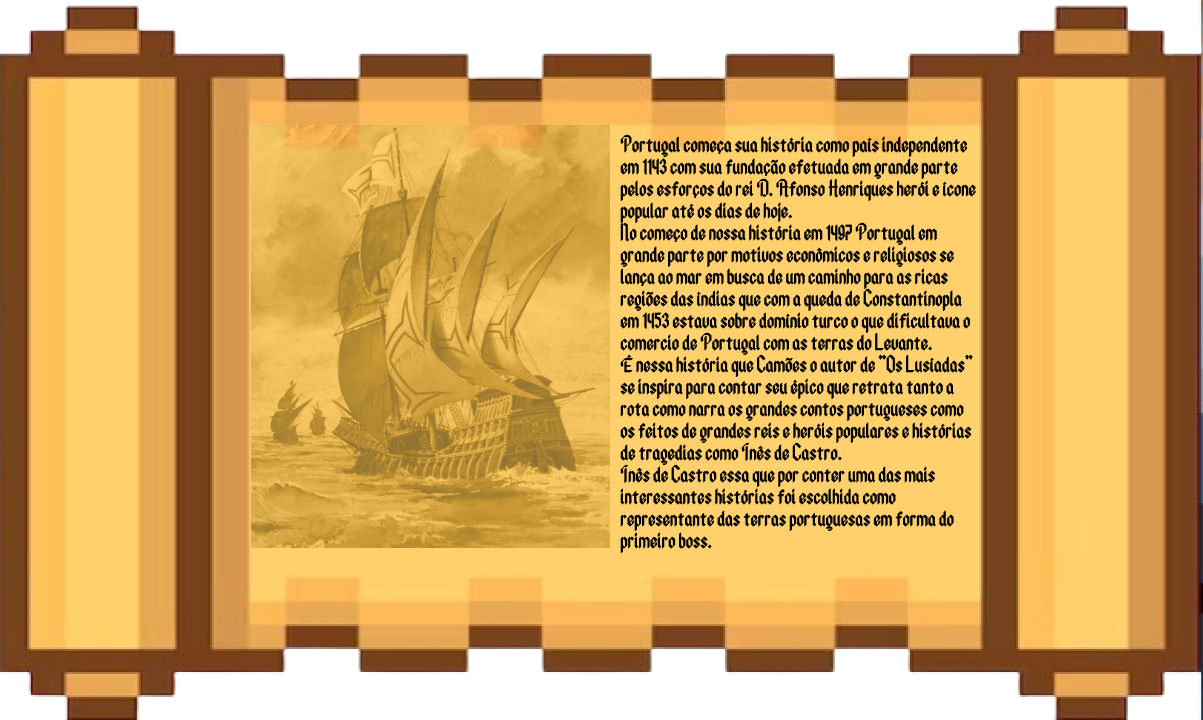 Portugal começa sua história como país independente
em 1143 com sua fundação efetuada em grande parte
pelos esforços do rei D. Afonso Henriques herói e ícone
popular até os dias de hoje.
No começo de nossa história em 1497 Portugal em
grande parte por motivos econômicos e religiosos se
lança ao mar em busca de um caminho para as ricas
regiões das índias que com a queda de Constantinopla
em 1453 estava sobre domínio turco o que dificultava o
comercio de Portugal com as terras do Levante.
É nessa história que Camões o autor de "Os Lusíadas"
se inspira para contar seu épico que retrata tanto a
rota como narra os grandes contos portugueses como
os feitos de grandes reis e heróis populares e histórias
de tragedias como Inês de Castro.
Inês de Castro essa que por conter uma das mais
interessantes histórias foi escolhida como
representante das terras portuguesas em forma do
primeiro boss.